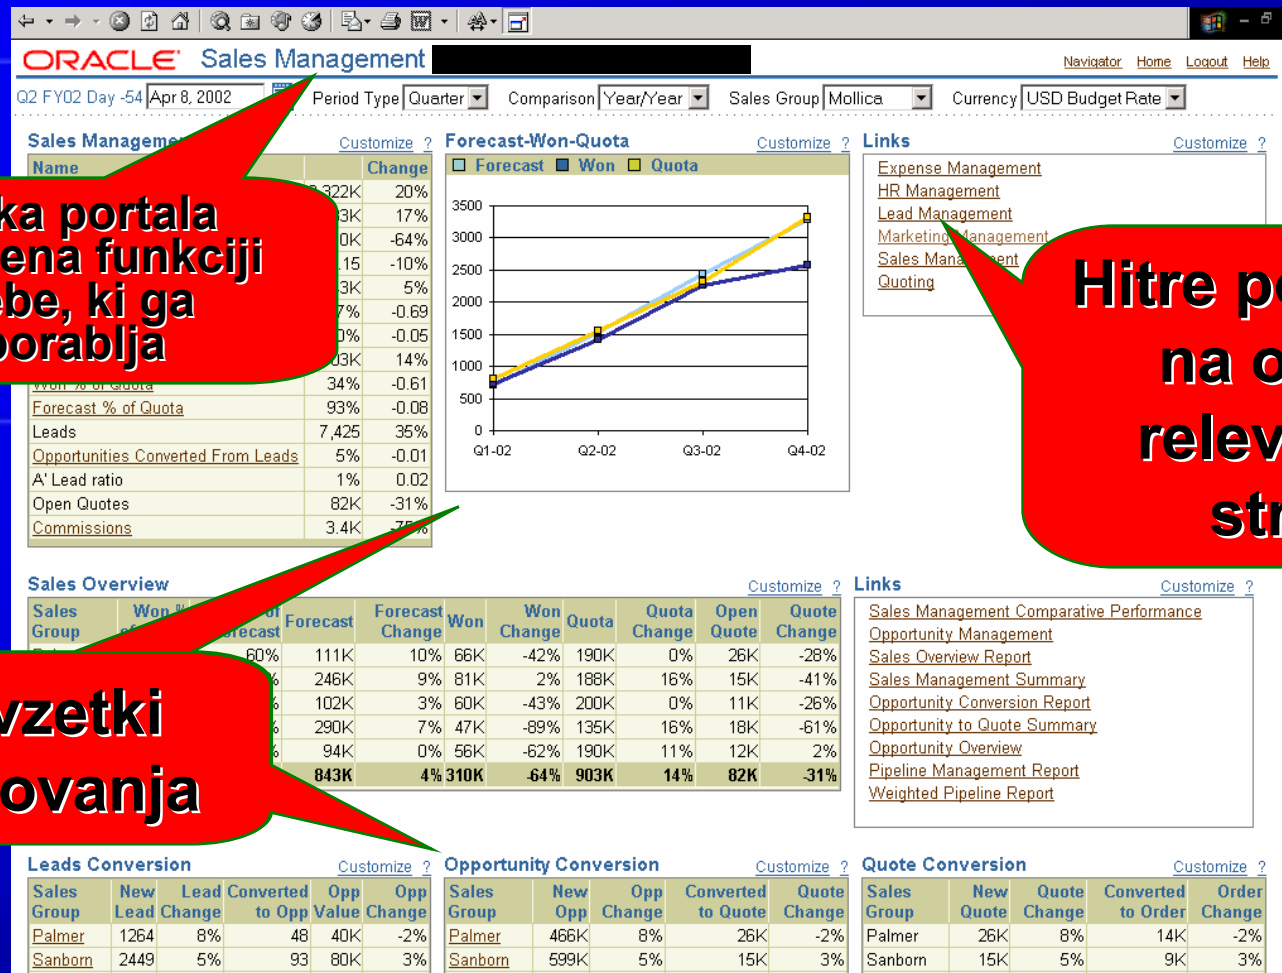 ORACLE Sales Management
Navigator Home Logout Help
Q2 FY02 Day -54 Apr 8, 2002 Period Type Quarter Comparison Year/Year Sales Group Mollica Currency USD Budget Rate
Sales Customize ?
Name Change
20%
17%
-64%
-10%
5%
-0.69
-0.05
14%
Won % of Quota 34% -0.61
Forecast % of Quota 93% -0.08
Leads 7,425 35%
Opportunities Converted From Leads 5% -0.01
A' Lead ratio 1% 0.02
Open Quotes 82K -31%
Commissions 3.4K
portala
funkciji
ki ga
Forecast-Won-Quota Customize ?
Forecast Won Quota
3500
3000
2500
2000
1500
1000
500
0
Q1-02 Q2-02 Q3-02 Q4-02
Links Customize ?
Expense Management
HR Management
Lead Management
Marketing Management
Sales Management
Quoting
Hitre
na
Sales Overview Customize ?
Sales Group Forecast Forecast Change Won Won Change Quota Quota Change Open Quote Quote Change
60% 111K 10% 66K -42% 190K 0% 26K -28%
246K 9% 81K 2% 188K 16% 15K -41%
102K 3% 60K -43% 200K 0% 11K -26%
290K 7% 47K -89% 135K 16% 18K -61%
94K 0% 56K -62% 190K 11% 12K 2%
843K 4% 310K -64% 903K 14% 82K -31%
Links Customize ?
Sales Management Comparative Performance
Opportunity Management
Sales Overview Report
Sales Management Summary
Opportunity Conversion Report
Opportunity to Quote Summary
Opportunity Overview
Pipeline Management Report
Weighted Pipeline Report
Leads Conversion Customize ?
Sales Group New Lead Lead Change Converted to Opp Opp Value Opp Change
Palmer 1264 8% 48 40K -2%
Sanborn 2449 5% 93 80K 3%
Opportunity Conversion Customize ?
Sales Group New Opp Opp Change Converted to Quote Quote Change
Palmer 466K 8% 26K -2%
Sanborn 599K 5% 15K 3%
Quote Conversion Customize ?
Sales Group New Quote Quote Change Converted to Order Order Change
Palmer 26K 8% 14K -2%
Sanborn 15K 5% 9K 3%